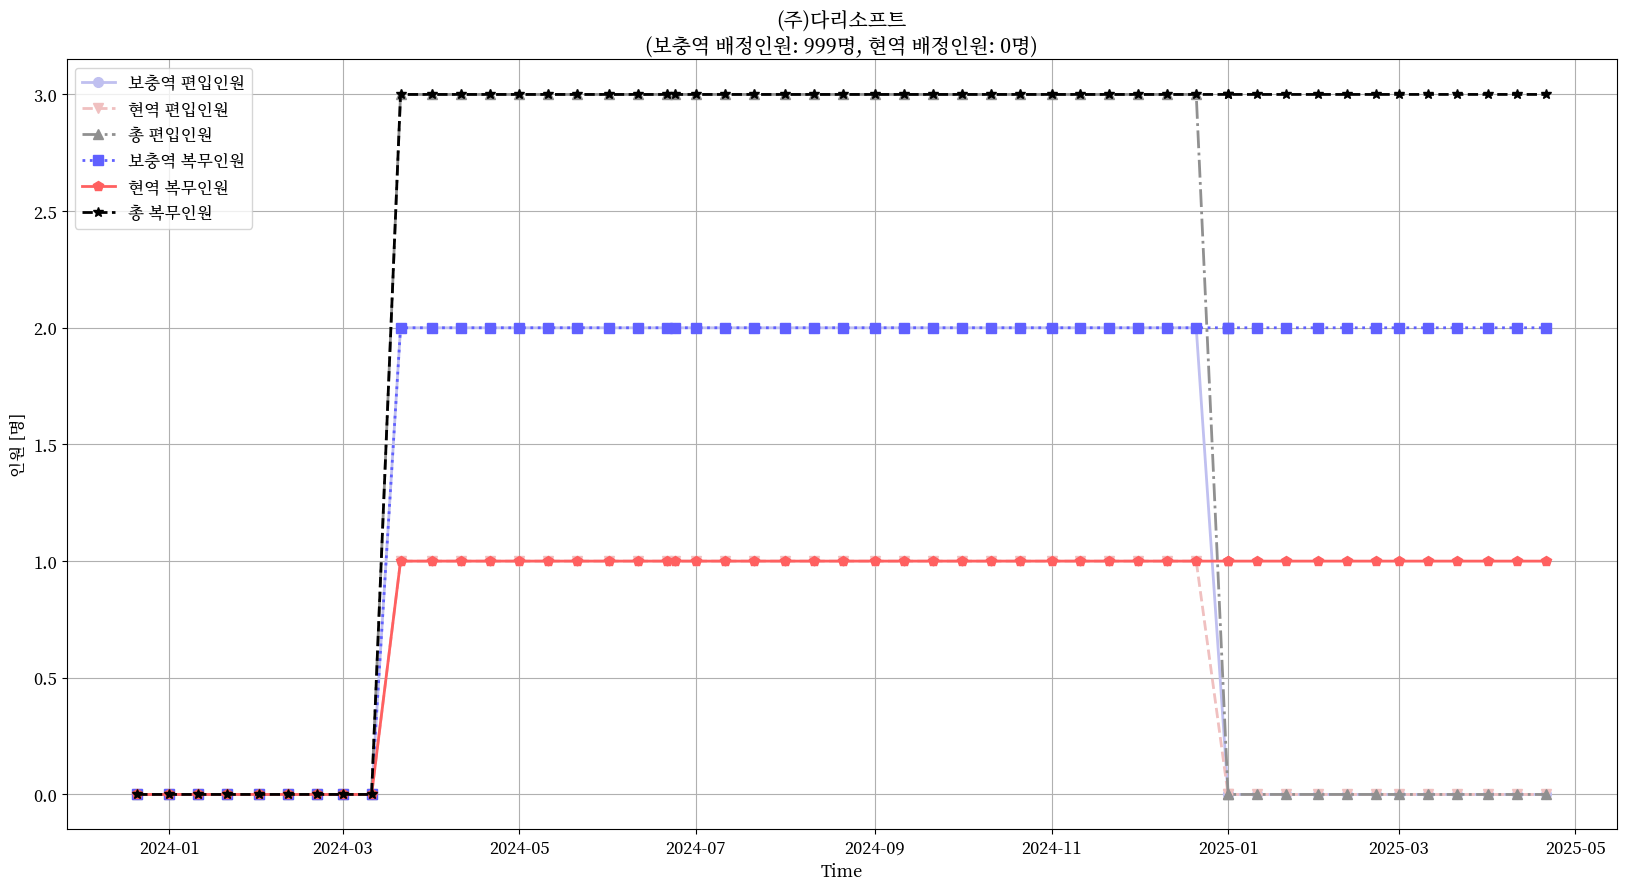 (주)다리소프트
(보충역 배정인원: 999명, 현역 배정인원: 0명)
보충역 편입인원
현역 편입인원
총 편입인원
보충역 복무인원
현역 복무인원
총 복무인원
3.0
2.5
2.0
1.5
1.0
0.5
0.0
인원 [명]
2024-01
2024-03
2024-05
2024-07
2024-09
2024-11
2025-01
2025-03
2025-05
Time